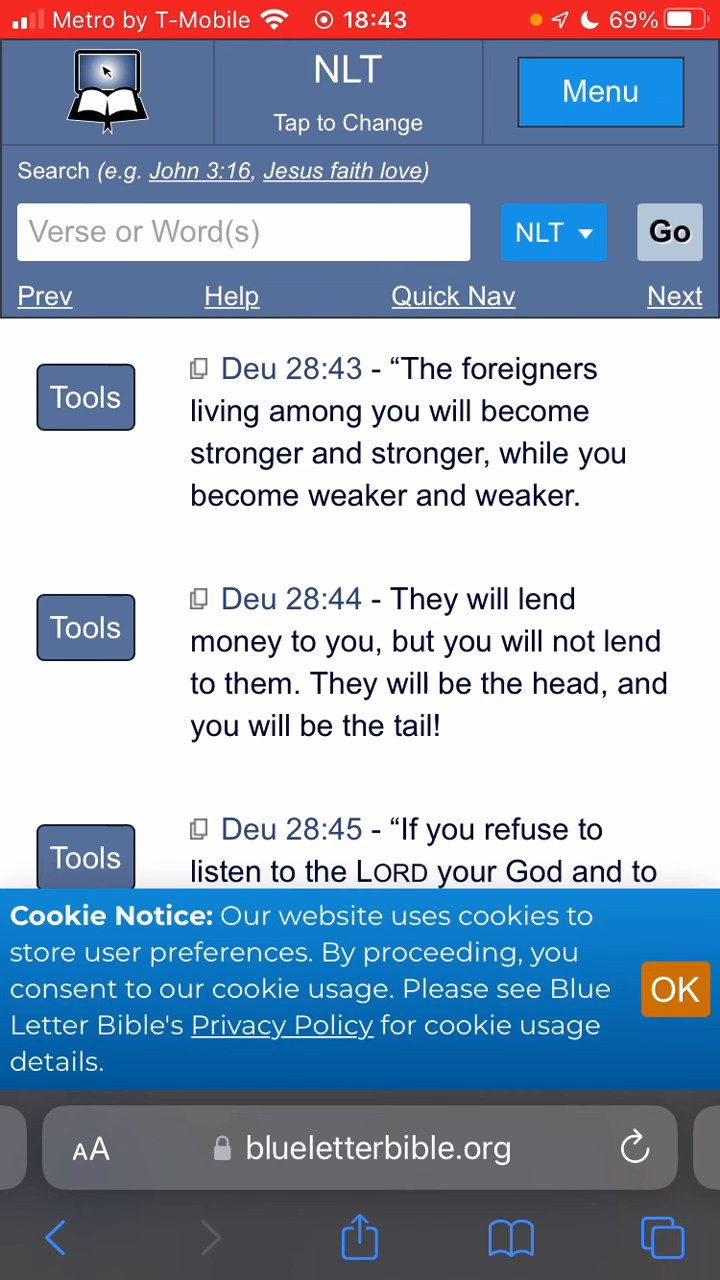 Metro by T-Mobile 18:43 69%
NLT
Tap to Change
Menu
Search (e.g. John 3:16, Jesus faith love)
Verse or Word(s) NLT Go
Prev Help Quick Nav Next
Tools
Deu 28:43 - “The foreigners
living among you will become
stronger and stronger, while you
become weaker and weaker.
Tools
Deu 28:44 - They will lend
money to you, but you will not lend
to them. They will be the head, and
you will be the tail!
Tools
Deu 28:45 - “If you refuse to
listen to the LORD your God and to
Cookie Notice: Our website uses cookies to
store user preferences. By proceeding, you
consent to our cookie usage. Please see Blue
Letter Bible's Privacy Policy for cookie usage
details.
OK
AA blueletterbible.org